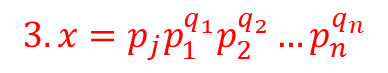 3. x = p_j p_1^{q_1} p_2^{q_2} … p_n^{q_n}